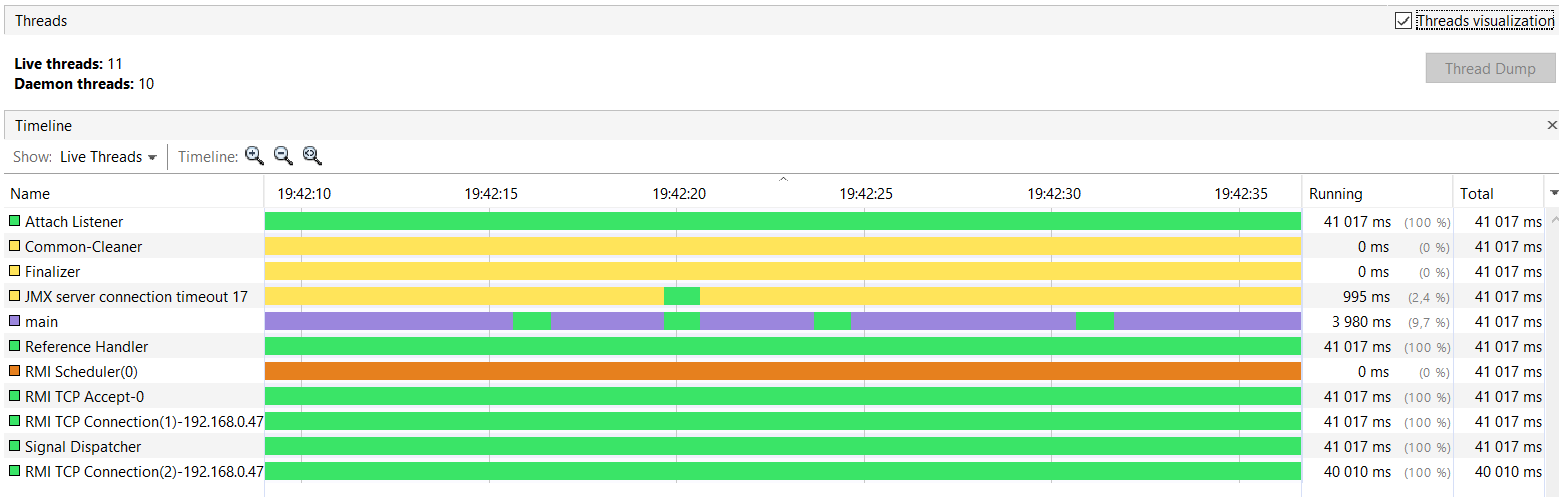 Threads Threads visualization
Live threads: 11
Daemon threads: 10
Thread Dump
Timeline
Show: Live Threads Timeline:
Name 19:42:10 19:42:15 19:42:20 19:42:25 19:42:30 19:42:35 Running Total
Attach Listener 41 017 ms (100 %) 41 017 ms
Common-Cleaner 0 ms (0 %) 41 017 ms
Finalizer 0 ms (0 %) 41 017 ms
JMX server connection timeout 17 995 ms (2,4 %) 41 017 ms
main 3 980 ms (9,7 %) 41 017 ms
Reference Handler 41 017 ms (100 %) 41 017 ms
RMI Scheduler(0) 0 ms (0 %) 41 017 ms
RMI TCP Accept-0 41 017 ms (100 %) 41 017 ms
RMI TCP Connection(1)-192.168.0.47 41 017 ms (100 %) 41 017 ms
Signal Dispatcher 41 017 ms (100 %) 41 017 ms
RMI TCP Connection(2)-192.168.0.47 40 010 ms (100 %) 40 010 ms